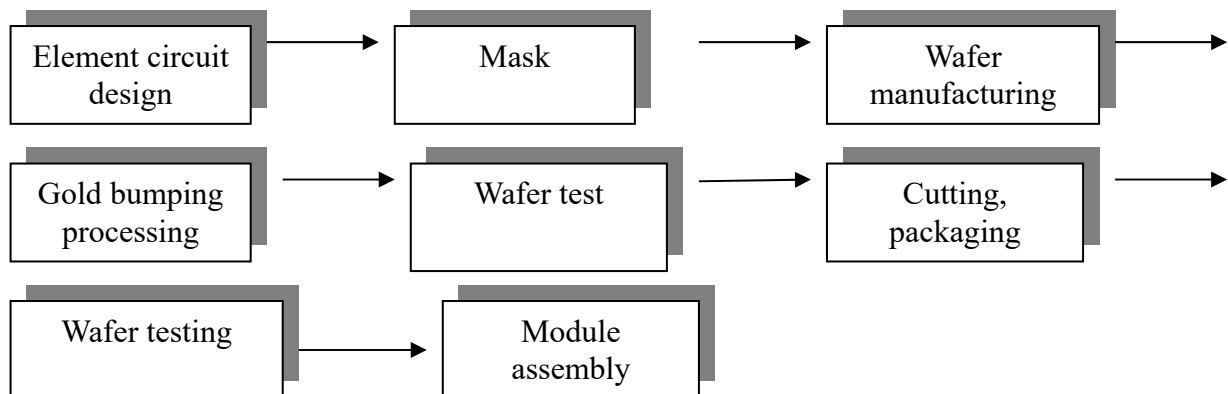 Element circuit
design
Mask
Wafer
manufacturing
Gold bumping
processing
Wafer test
Cutting,
packaging
Wafer testing
Module
assembly